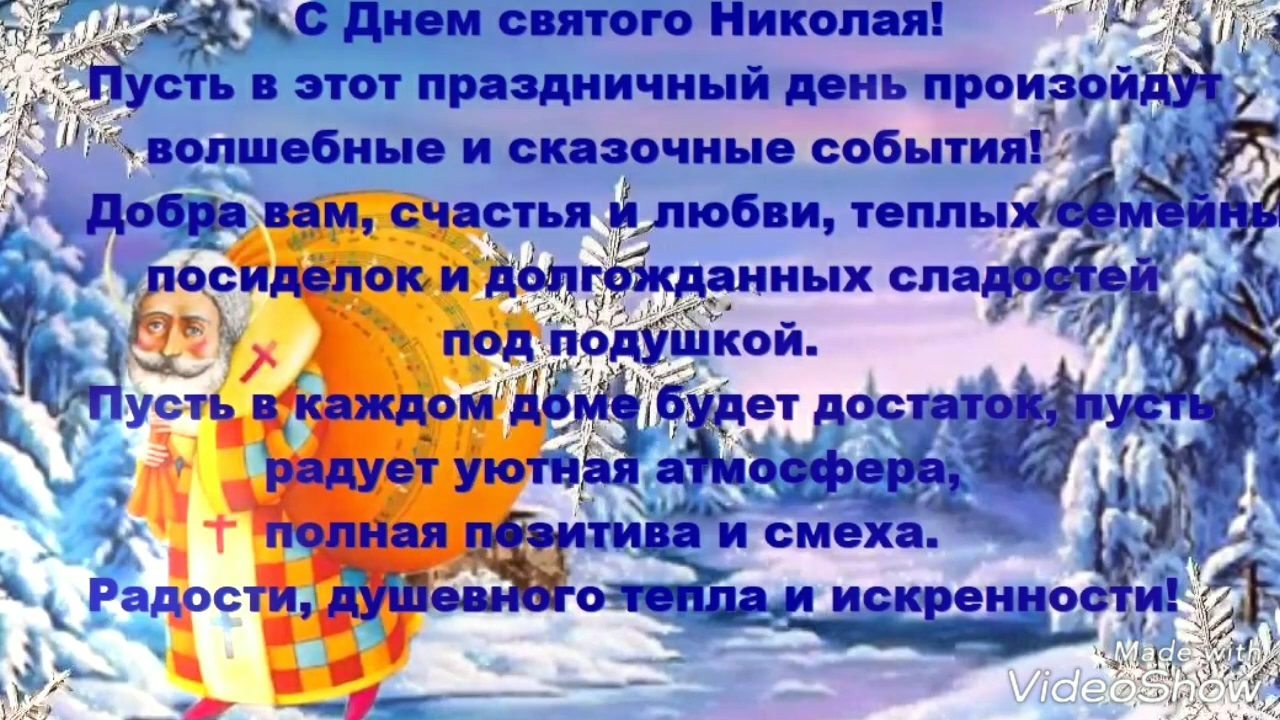 С Днем святого Николая!
Пусть в этот праздничный день произойдут
волшебные и сказочные события!
Добра вам, счастья и любви, теплых семейны
посиделок и долгожданных сладостей
под подушкой.
Пусть в каждом доме будет достаток, пусть
радует уютная атмосфера,
полная позитива и смеха.
Радости, душевного тепла и искренности!
Made with
VideoShow